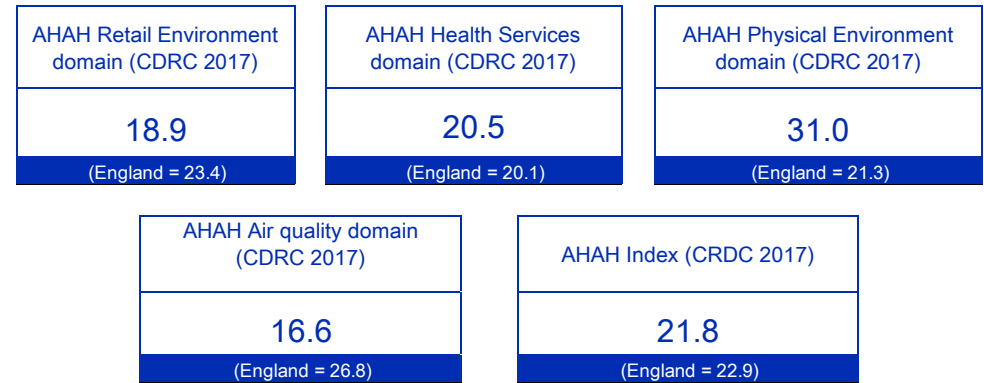 AHAH Retail Environment
domain (CDRC 2017)
18.9
(England = 23.4)
AHAH Health Services
domain (CDRC 2017)
20.5
(England = 20.1)
AHAH Physical Environment
domain (CDRC 2017)
31.0
(England = 21.3)
AHAH Air quality domain
(CDRC 2017)
16.6
(England = 26.8)
AHAH Index (CRDC 2017)
21.8
(England = 22.9)